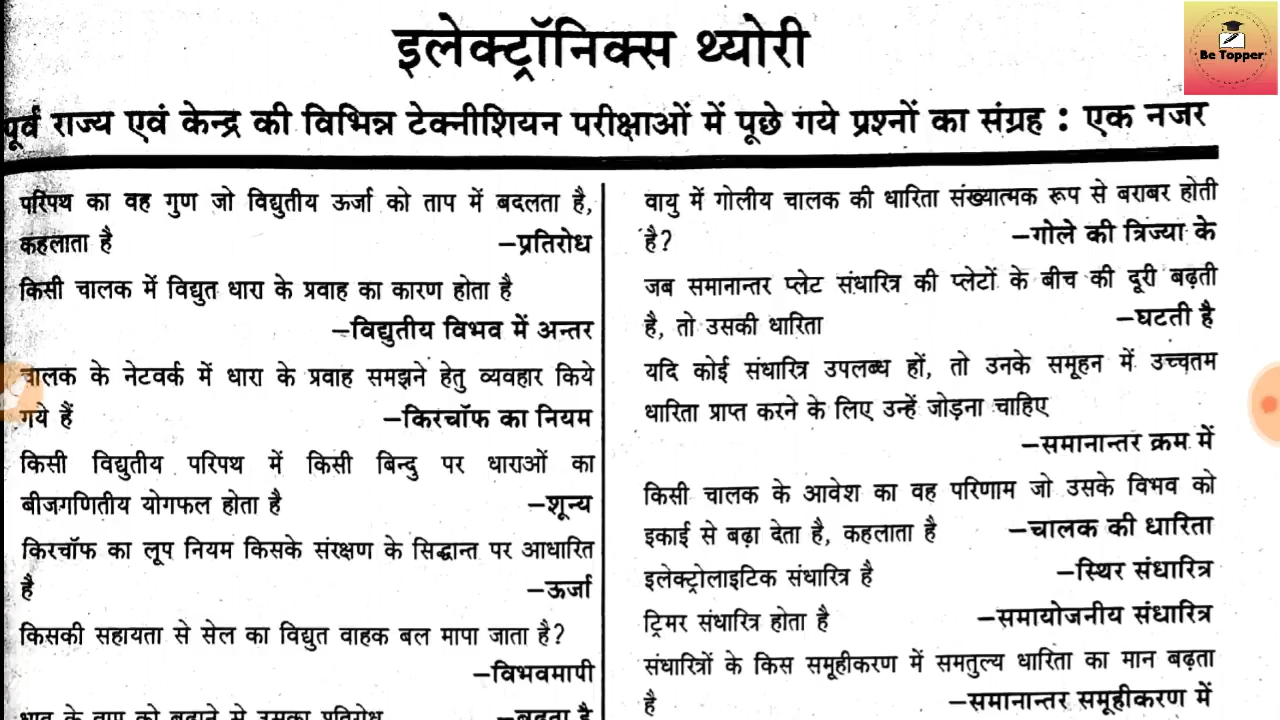 इलेक्ट्रॉनिक्स थ्योरी
Be Topper
पूर्व राज्य एवं केन्द्र की विभिन्न टेक्नीशियन परीक्षाओं में पूछे गये प्रश्नों का संग्रह : एक नजर
परिपथ का वह गुण जो विद्युतीय ऊर्जा को ताप में बदलता है,
कहलाता है –प्रतिरोध
किसी चालक में विद्युत धारा के प्रवाह का कारण होता है
–विद्युतीय विभव में अन्तर
चालक के नेटवर्क में धारा के प्रवाह समझने हेतु व्यवहार किये
गये हैं –किरचॉफ का नियम
किसी विद्युतीय परिपथ में किसी बिन्दु पर धाराओं का
बीजगणितीय योगफल होता है –शून्य
किरचॉफ का लूप नियम किसके संरक्षण के सिद्धान्त पर आधारित
है –ऊर्जा
किसकी सहायता से सेल का विद्युत वाहक बल मापा जाता है?
–विभवमापी
के ताप को बढ़ाने से उसका प्रतिरोध –बढ़ता है
वायु में गोलीय चालक की धारिता संख्यात्मक रूप से बराबर होती
है? –गोले की त्रिज्या के
जब समानान्तर प्लेट संधारित्र की प्लेटों के बीच की दूरी बढ़ती
है, तो उसकी धारिता –घटती है
यदि कोई संधारित्र उपलब्ध हों, तो उनके समूहन में उच्चतम
धारिता प्राप्त करने के लिए उन्हें जोड़ना चाहिए
–समानान्तर क्रम में
किसी चालक के आवेश का वह परिणाम जो उसके विभव को
इकाई से बढ़ा देता है, कहलाता है –चालक की धारिता
इलेक्ट्रोलाइटिक संधारित्र है –स्थिर संधारित्र
ट्रिमर संधारित्र होता है –समायोजनीय संधारित्र
संधारित्रों के किस समूहीकरण में समतुल्य धारिता का मान बढ़ता
है –समानान्तर समूहीकरण में